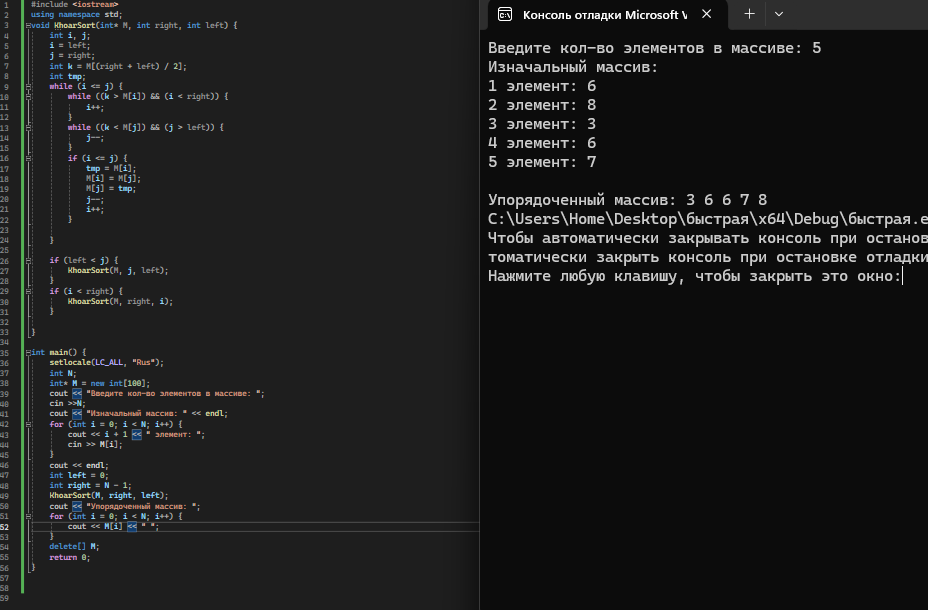 #include <iostream>
using namespace std;
void KhoarSort(int* M, int right, int left) {
int i, j;
i = left;
j = right;
int k = M[(right + left) / 2];
int tmp;
while (i <= j) {
while ((k > M[i]) && (i < right)) {
i++;
}
while ((k < M[j]) && (j > left)) {
j--;
}
if (i <= j) {
tmp = M[i];
M[i] = M[j];
M[j] = tmp;
j--;
i++;
}
}
if (left < j) {
KhoarSort(M, j, left);
}
if (i < right) {
KhoarSort(M, right, i);
}
}
int main() {
setlocale(LC_ALL, "Rus");
int N;
int* M = new int[100];
cout << "Введите кол-во элементов в массиве: ";
cin >>N;
cout << "Изначальный массив: " << endl;
for (int i = 0; i < N; i++) {
cout << i + 1 << " элемент: ";
cin >> M[i];
}
cout << endl;
int left = 0;
int right = N - 1;
KhoarSort(M, right, left);
cout << "Упорядоченный массив: ";
for (int i = 0; i < N; i++) {
cout << M[i] << " ";
}
delete[] M;
return 0;
}
Консоль отладки Microsoft V
Введите кол-во элементов в массиве: 5
Изначальный массив:
1 элемент: 6
2 элемент: 8
3 элемент: 3
4 элемент: 6
5 элемент: 7
Упорядоченный массив: 3 6 6 7 8
C:\Users\Home\Desktop\быстрая\x64\Debug\быстрая.e
Чтобы автоматически закрывать консоль при останов
томатически закрыть консоль при остановке отладки
Нажмите любую клавишу, чтобы закрыть это окно: